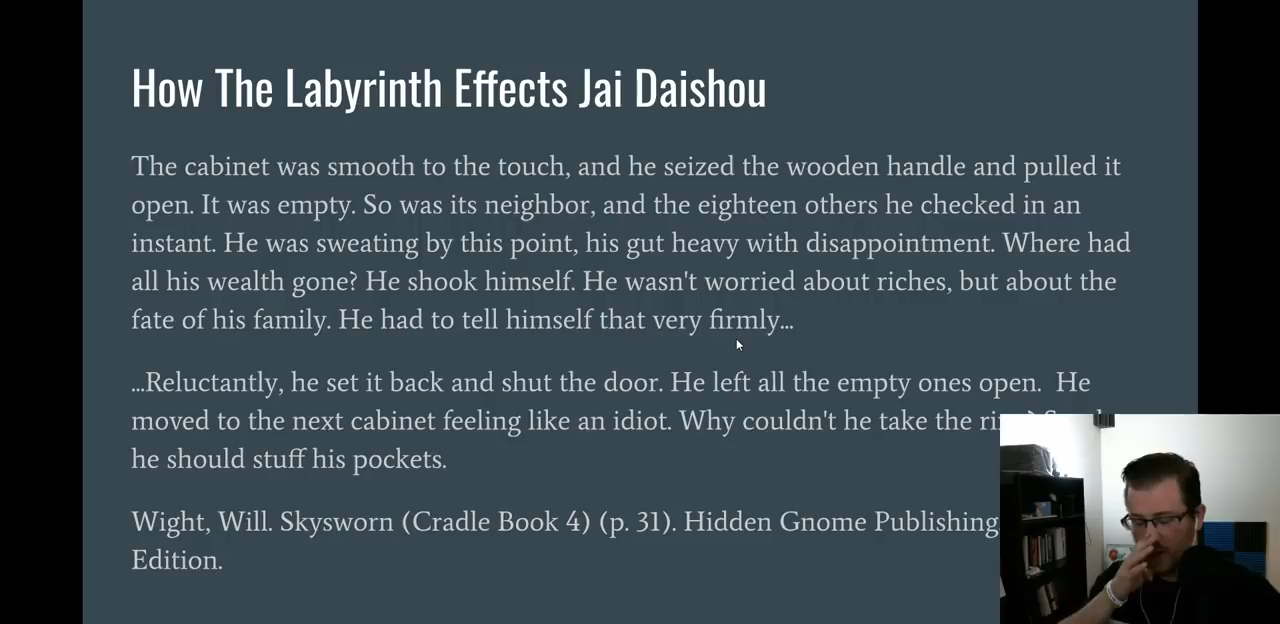 How The Labyrinth Effects Jai Daishou
The cabinet was smooth to the touch, and he seized the wooden handle and pulled it
open. It was empty. So was its neighbor, and the eighteen others he checked in an
instant. He was sweating by this point, his gut heavy with disappointment. Where had
all his wealth gone? He shook himself. He wasn't worried about riches, but about the
fate of his family. He had to tell himself that very firmly...
...Reluctantly, he set it back and shut the door. He left all the empty ones open.  He
moved to the next cabinet feeling like an idiot. Why couldn't he take the
he should stuff his pockets.
Wight, Will. Skysworn (Cradle Book 4) (p. 31). Hidden Gnome Publishing
Edition.